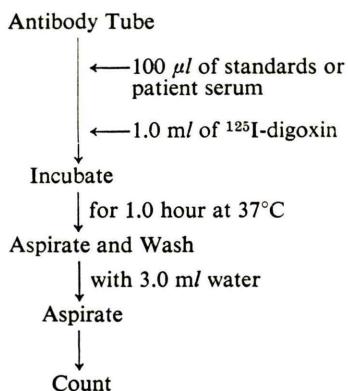 Antibody Tube
100 μl of standards or
patient serum
1.0 ml of ¹²⁵I-digoxin
Incubate
for 1.0 hour at 37°C
Aspirate and Wash
with 3.0 ml water
Aspirate
Count